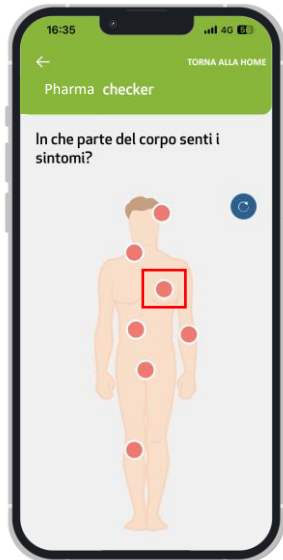 16:35
4G
TORNA ALLA HOME
Pharma checker
In che parte del corpo senti i
sintomi?